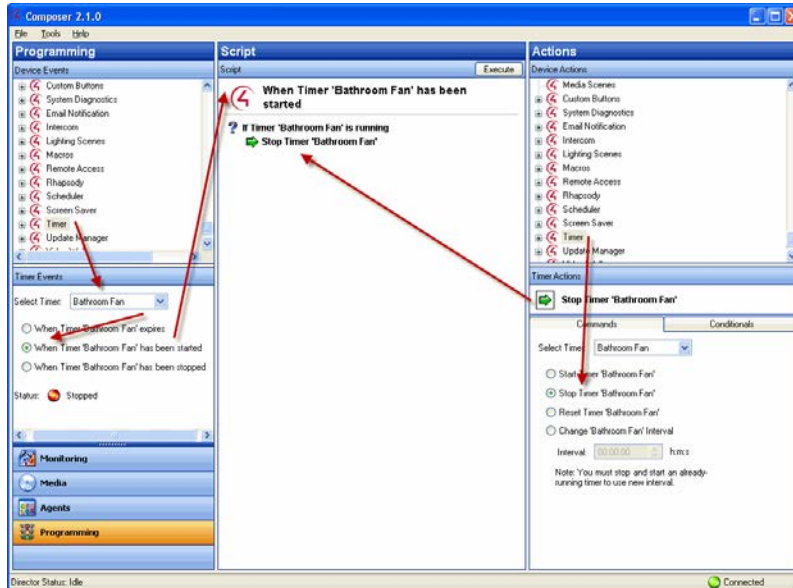 Composer 2.1.0
File Tools Help
Programming
Device Events
Custom Buttons
System Diagnostics
Email Notification
Intercom
Lighting Scenes
Macros
Remote Access
Rhapsody
Scheduler
Screen Saver
Timer
Update Manager
Timer Events
Select Timer: Bathroom Fan
When Timer 'Bathroom Fan' expires
When Timer 'Bathroom Fan' has been started
When Timer 'Bathroom Fan' has been stopped
Status: Stopped
Monitoring
Media
Agents
Programming
Director Status: Idle
Script
Script Execute
When Timer 'Bathroom Fan' has been
started
If Timer 'Bathroom Fan' is running
Stop Timer 'Bathroom Fan'
Actions
Device Actions
Media Scenes
Custom Buttons
System Diagnostics
Email Notification
Intercom
Lighting Scenes
Macros
Remote Access
Rhapsody
Scheduler
Screen Saver
Timer
Update Manager
Timer Actions
Stop Timer 'Bathroom Fan'
Commands Conditionals
Select Timer: Bathroom Fan
Start Timer 'Bathroom Fan'
Stop Timer 'Bathroom Fan'
Reset Timer 'Bathroom Fan'
Change 'Bathroom Fan' Interval
Interval: 00:00:00 h:m:s
Note: You must stop and start an already-
running timer to use new interval.
Connected